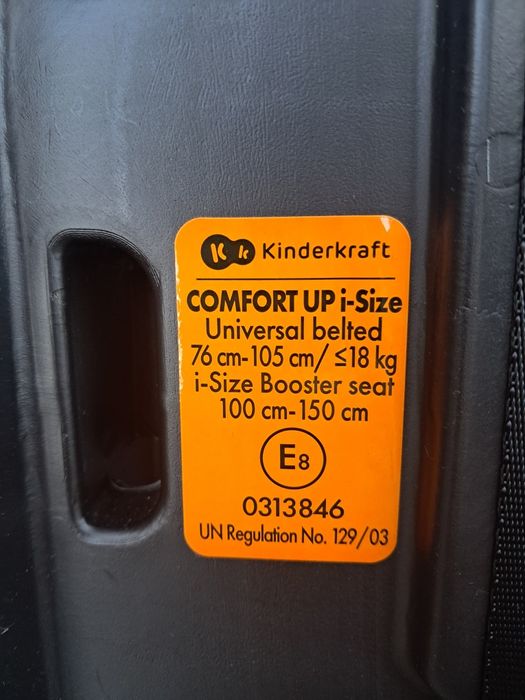 Kinderkraft
COMFORT UP i-Size
Universal belted
76 cm-105 cm/ ≤18 kg
i-Size Booster seat
100 cm-150 cm
E8
0313846
UN Regulation No. 129/03